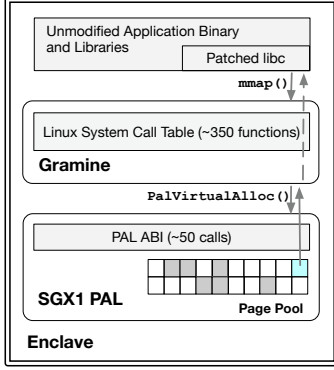 Unmodified Application Binary
and Libraries
Patched libc
mmap()
Linux System Call Table (~350 functions)
Gramine
PalVirtualAlloc()
PAL ABI (~50 calls)
SGX1 PAL
Page Pool
Enclave